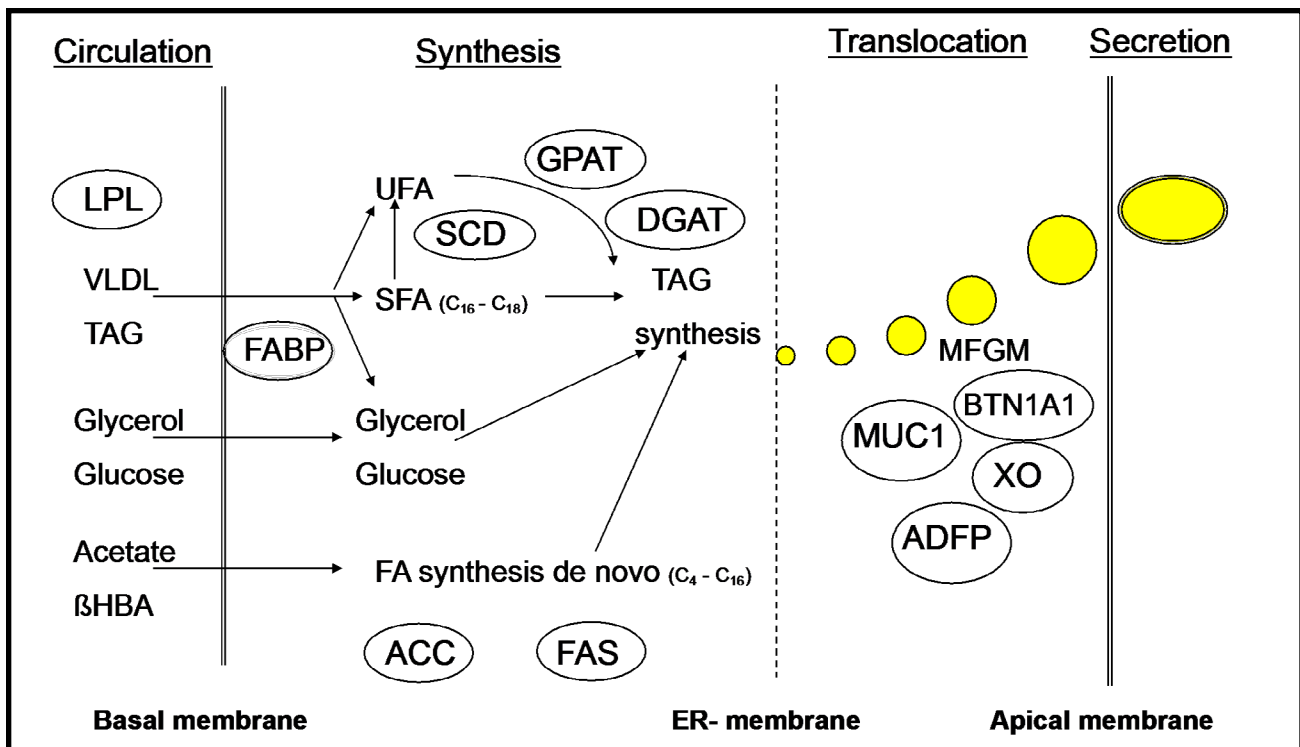 Circulation
Synthesis
Translocation
Secretion
LPL
VLDL
TAG
FABP
Glycerol
Glucose
Acetate
ßHBA
UFA
SCD
SFA (C₁₆ - C₁₈)
GPAT
DGAT
TAG
synthesis
Glycerol
Glucose
FA synthesis de novo (C₄ - C₁₆)
ACC
FAS
MFGM
BTN1A1
MUC1
XO
ADFP
Basal membrane
ER- membrane
Apical membrane